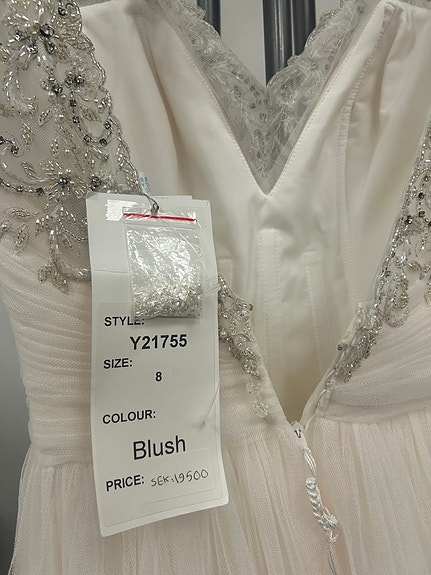 STYLE:
Y21755
SIZE:
8
COLOUR:
Blush
PRICE: SEK:19500